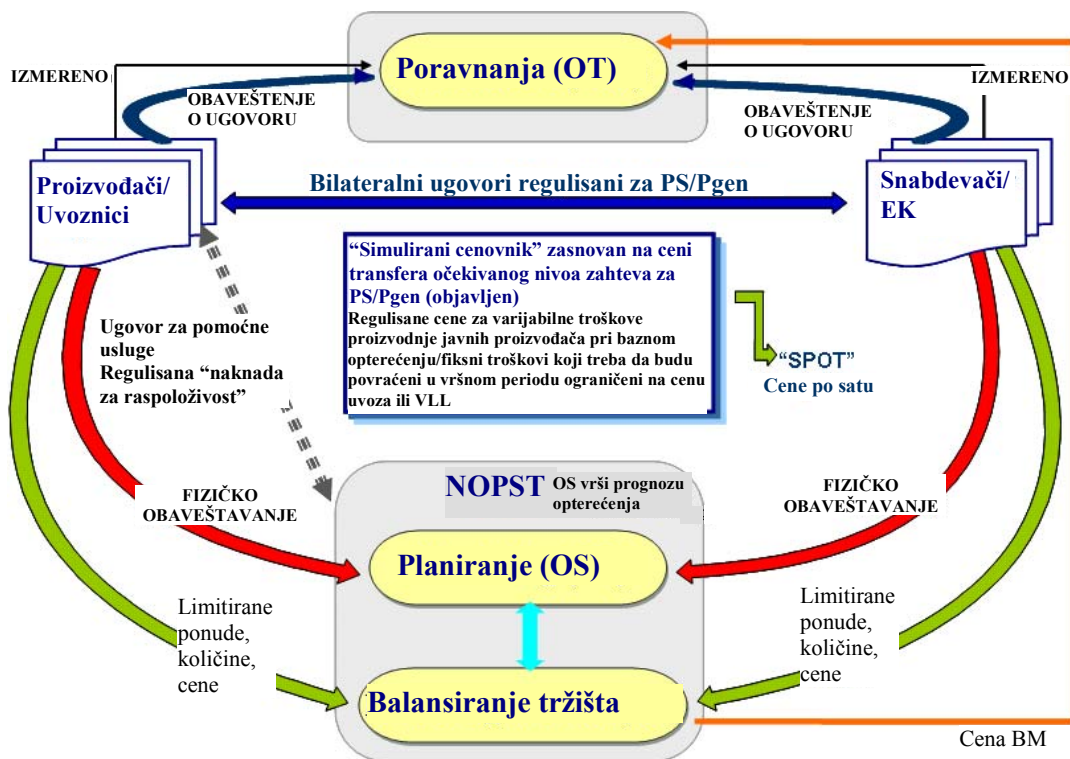 Poravnanja (OT)
IZMERENO
IZMERENO
OBAVEŠTENJE
O UGOVORU
OBAVEŠTENJE
O UGOVORU
Proizvođači/
Uvoznici
Bilateralni ugovori regulisani za PS/Pgen
Snabdevači/
EK
“Simulirani cenovnik” zasnovan na ceni
transfera očekivanog nivoa zahteva za
PS/Pgen (objavljen)
Regulisane cene za varijabilne troškove
proizvodnje javnih proizvođača pri baznom
opterećenju/fiksni troškovi koji treba da budu
povraćeni u vršnom periodu ograničeni na cenu
uvoza ili VLL
Ugovor za pomoćne
usluge
Regulisana “naknada
za raspoloživost”
“SPOT”
Cene po satu
NOPST OS vrši prognozu
opterećenja
FIZIČKO
OBAVEŠTAVANJE
FIZIČKO
OBAVEŠTAVANJE
Planiranje (OS)
Limitirane
ponude,
količine,
cene
Limitirane
ponude,
količine,
cene
Balansiranje tržišta
Cena BM